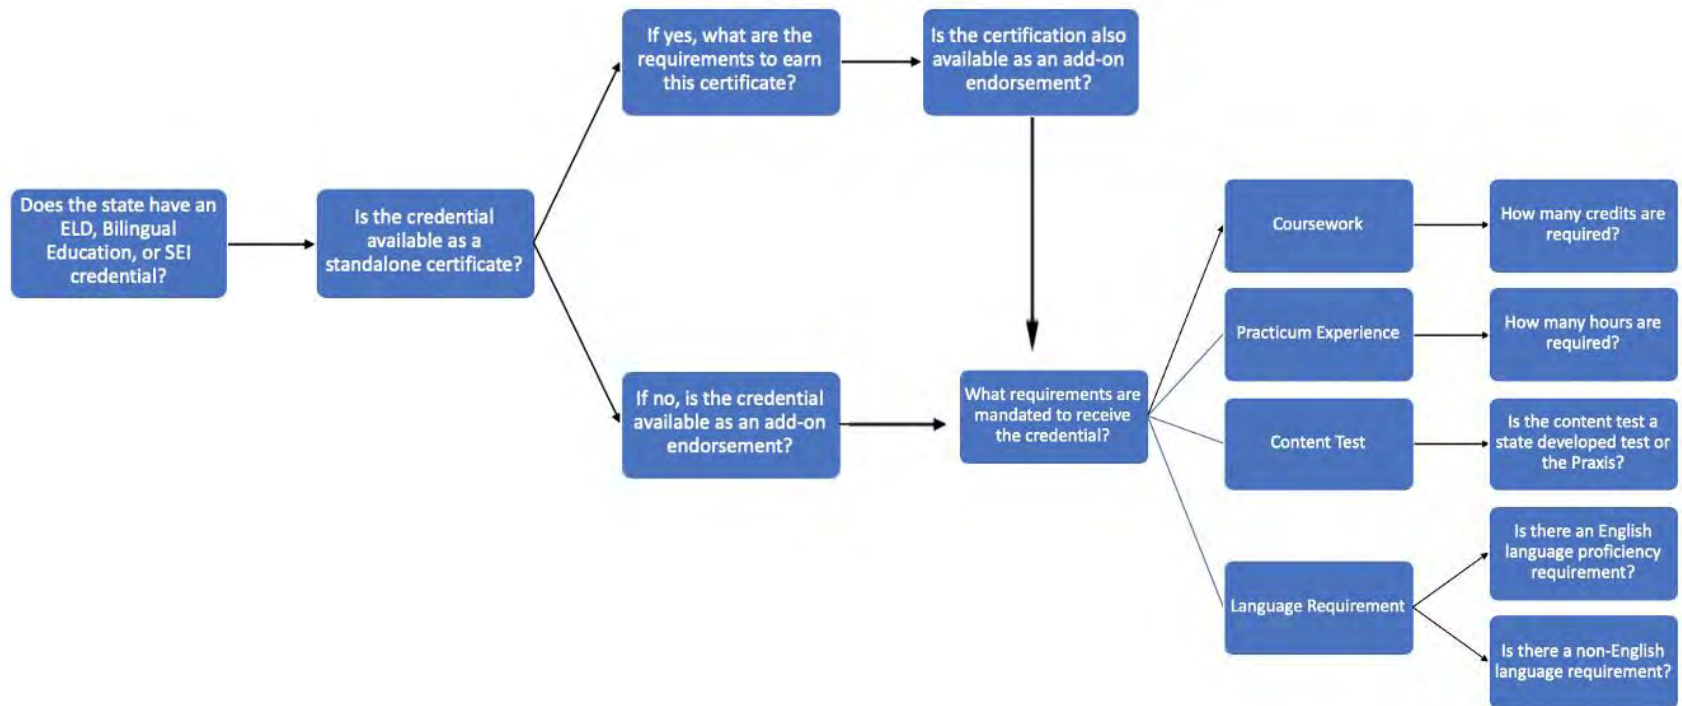 Does the state have an
ELD, Bilingual
Education, or SEI
credential?
Is the credential
available as a
standalone certificate?
If yes, what are the
requirements to earn
this certificate?
Is the certification also
available as an add-on
endorsement?
If no, is the credential
available as an add-on
endorsement?
What requirements are
mandated to receive
the credential?
Coursework
How many credits are
required?
Practicum Experience
How many hours are
required?
Content Test
Is the content test a
state developed test or
the Praxis?
Language Requirement
Is there an English
language proficiency
requirement?
Is there a non-English
language requirement?